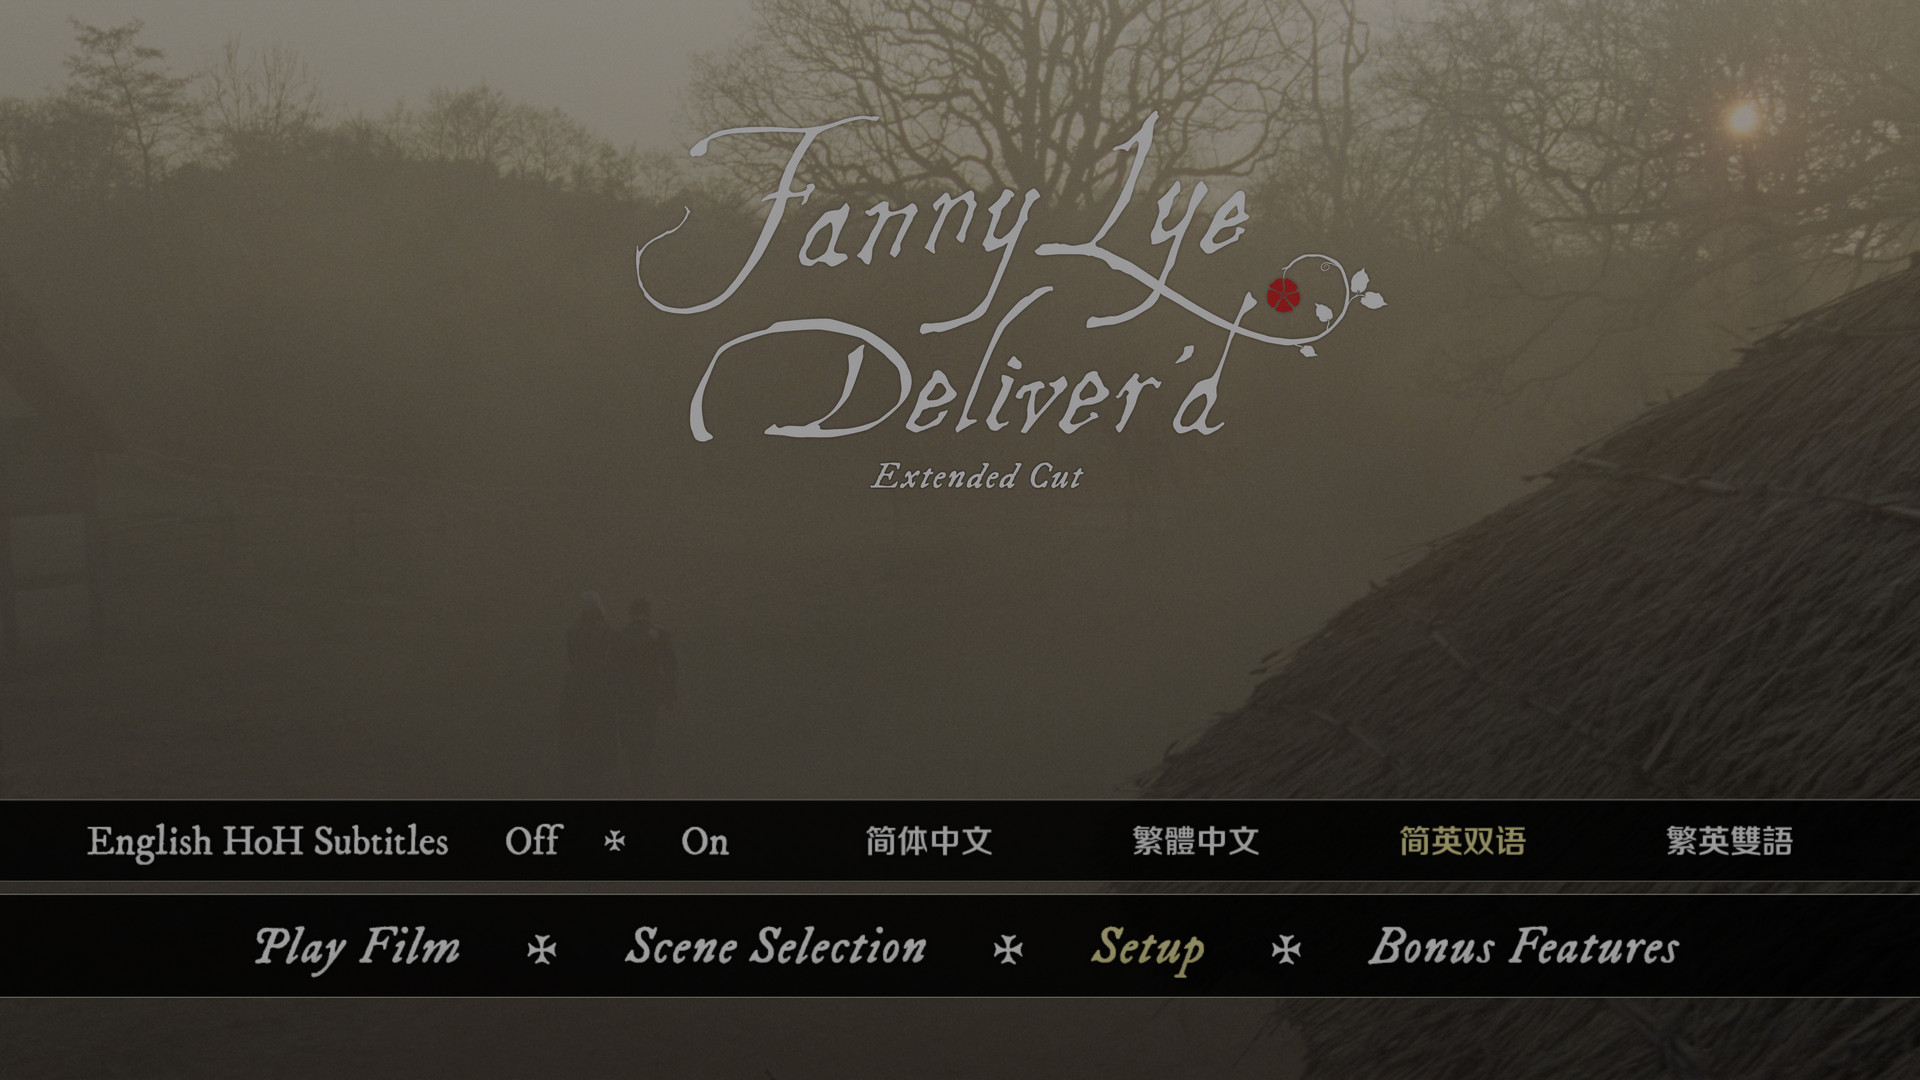 Fanny Lye
Deliver'd
Extended Cut
English HoH Subtitles Off ✠ On 简体中文 繁體中文 简英双语 繁英雙語
Play Film ✠ Scene Selection ✠ Setup ✠ Bonus Features